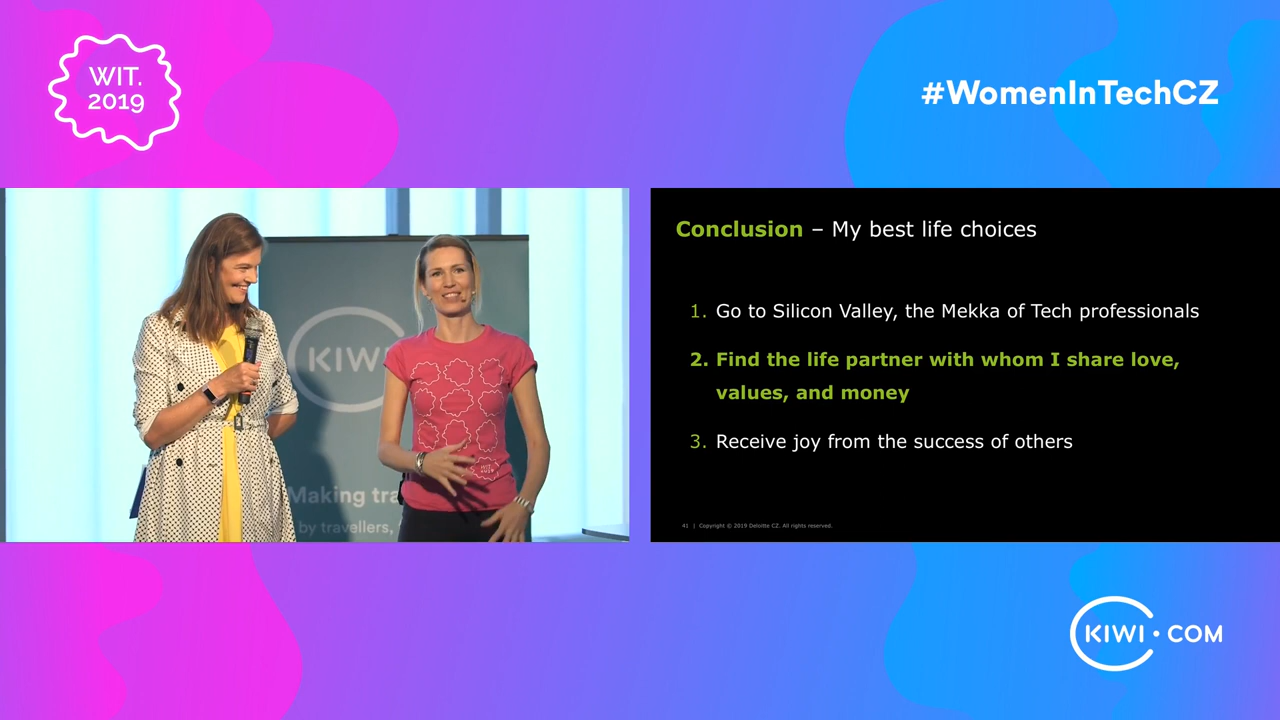 WIT.
2019
#WomenInTechCZ
KIWI
Making tra
by travellers,
WIT.
2019
Conclusion – My best life choices
1. Go to Silicon Valley, the Mekka of Tech professionals
2. Find the life partner with whom I share love,
values, and money
3. Receive joy from the success of others
41 | Copyright © 2019 Deloitte CZ. All rights reserved.
KIWI.COM